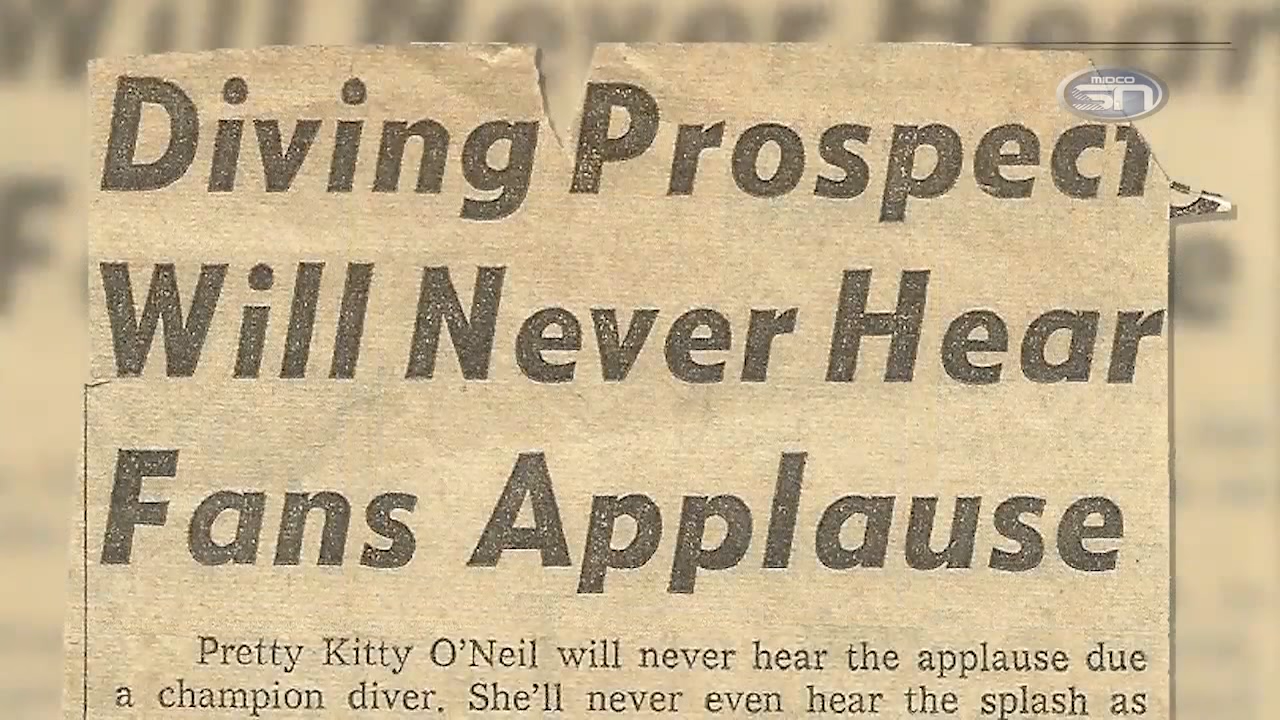 MIDCO
SN
Diving Prospect
Will Never Hear
Fans Applause
Pretty Kitty O'Neil will never hear the applause due
a champion diver. She'll never even hear the splash as